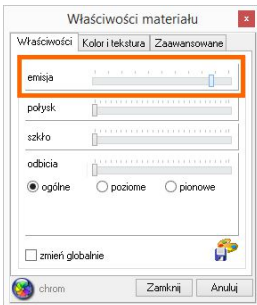 Właściwości materiału
Właściwości Kolor i tekstura Zaawansowane
emisja
połysk
szkło
odbicia
ogólne poziome pionowe
zmień globalnie
chrom Zamknij Anuluj